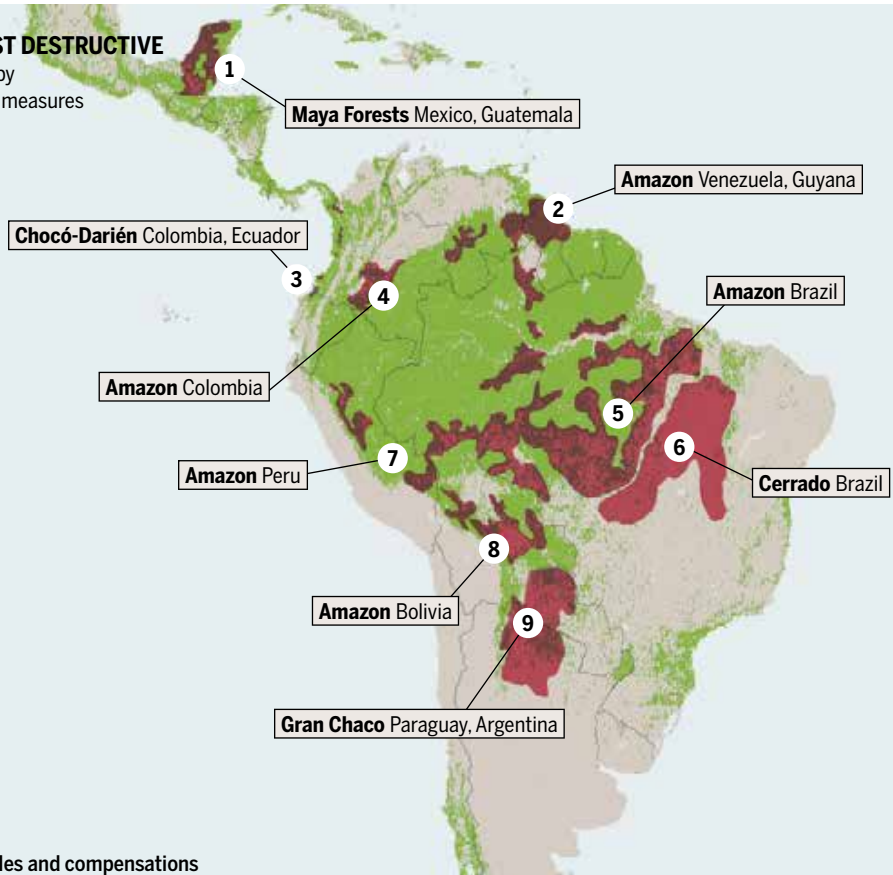 ST DESTRUCTIVE
by
measures
1
Maya Forests Mexico, Guatemala
Amazon Venezuela, Guyana
2
Chocó-Darién Colombia, Ecuador
3
4
Amazon Brazil
Amazon Colombia
5
6
7
Amazon Peru
Cerrado Brazil
8
Amazon Bolivia
9
Gran Chaco Paraguay, Argentina
les and compensations